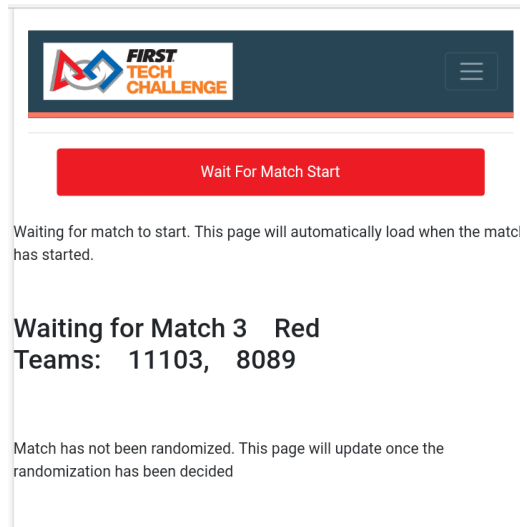 FIRST
TECH
CHALLENGE
Wait For Match Start
Waiting for match to start. This page will automatically load when the match
has started.
Waiting for Match 3 Red
Teams: 11103, 8089
Match has not been randomized. This page will update once the
randomization has been decided